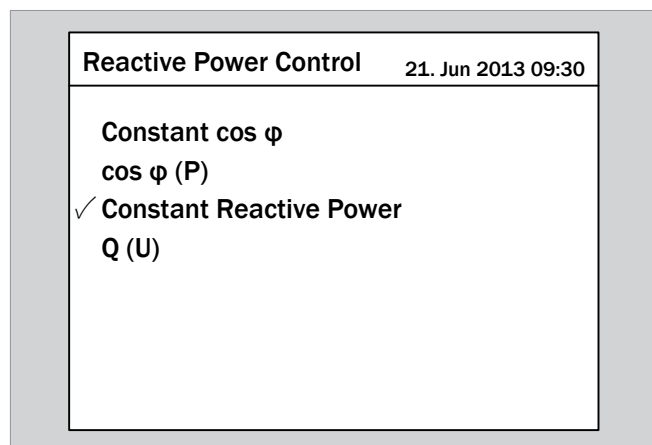 Reactive Power Control 21. Jun 2013 09:30
Constant cos φ
cos φ (P)
✓ Constant Reactive Power
Q (U)